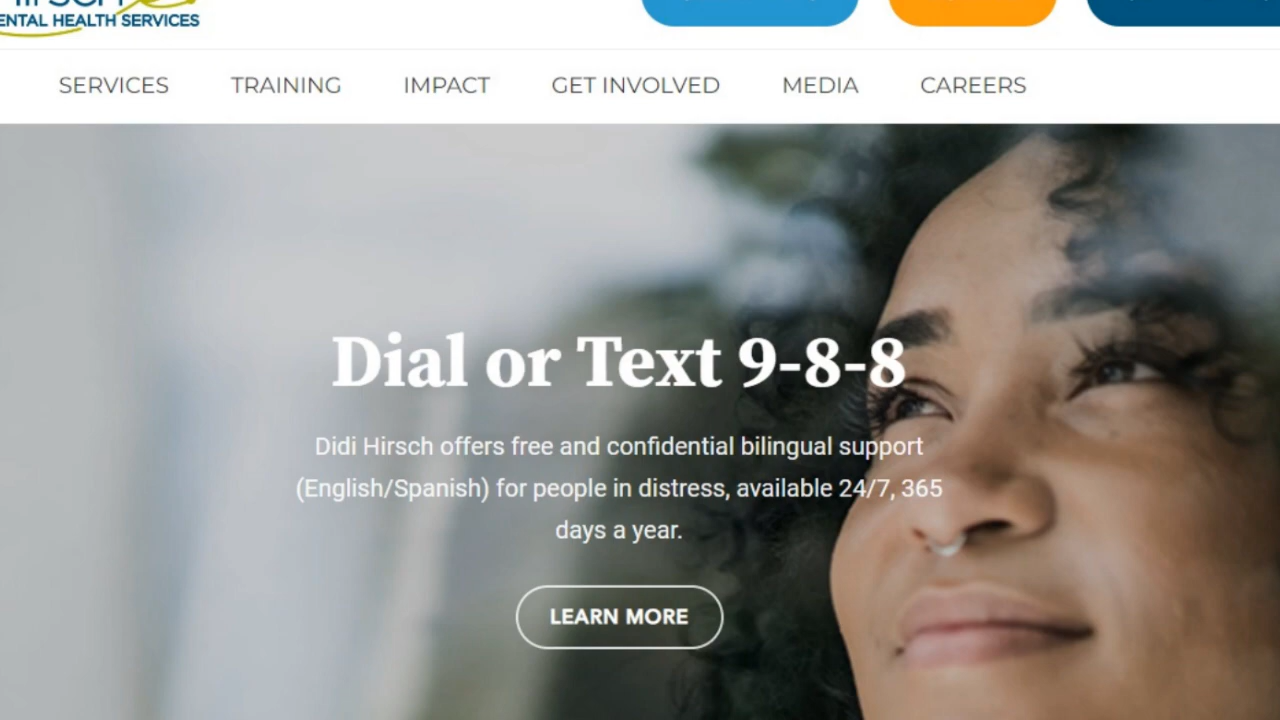 MENTAL HEALTH SERVICES
SERVICES TRAINING IMPACT GET INVOLVED MEDIA CAREERS
Dial or Text 9-8-8
Didi Hirsch offers free and confidential bilingual support
(English/Spanish) for people in distress, available 24/7, 365
days a year.
LEARN MORE